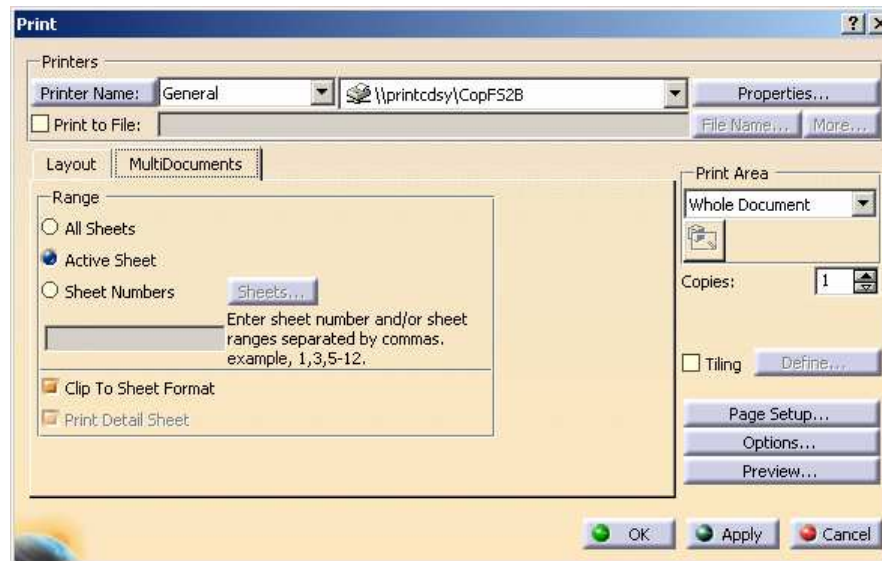 Print
Printers
Printer Name: General \\printcdsy\CopFS2B Properties...
Print to File: File Name... More...
Layout MultiDocuments
Range
All Sheets
Active Sheet
Sheet Numbers Sheets...
Enter sheet number and/or sheet
ranges separated by commas.
example, 1,3,5-12.
Clip To Sheet Format
Print Detail Sheet
Print Area
Whole Document
Copies: 1
Tiling Define...
Page Setup...
Options...
Preview...
OK Apply Cancel